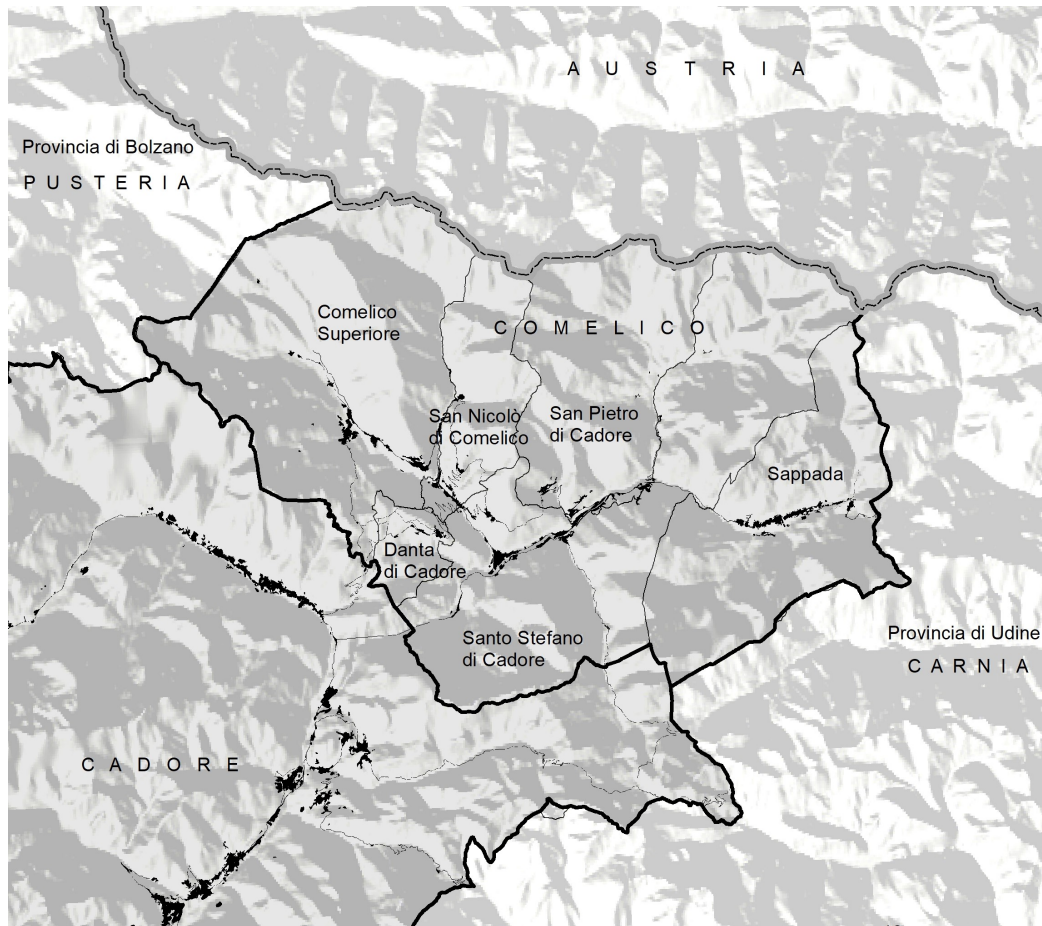 A U S T R I A
Provincia di Bolzano
P U S T E R I A
Comelico
Superiore
C O M E L I C O
San Nicolò
di Comelico
San Pietro
di Cadore
Sappada
Danta
di Cadore
Santo Stefano
di Cadore
Provincia di Udine
C A R N I A
C A D O R E